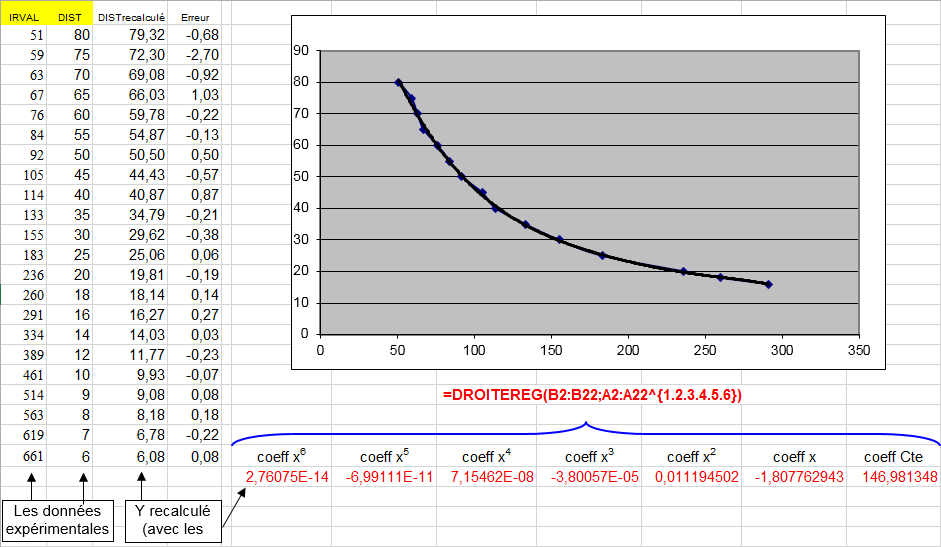 IRVAL DIST DISTrecalculé Erreur
51 80 79,32 -0,68
59 75 72,30 -2,70
63 70 69,08 -0,92
67 65 66,03 1,03
76 60 59,78 -0,22
84 55 54,87 -0,13
92 50 50,50 0,50
105 45 44,43 -0,57
114 40 40,87 0,87
133 35 34,79 -0,21
155 30 29,62 -0,38
183 25 25,06 0,06
236 20 19,81 -0,19
260 18 18,14 0,14
291 16 16,27 0,27
334 14 14,03 0,03
389 12 11,77 -0,23
461 10 9,93 -0,07
514 9 9,08 0,08
563 8 8,18 0,18
619 7 6,78 -0,22
661 6 6,08 0,08
Les données
expérimentales
Y recalculé
(avec les
90
80
70
60
50
40
30
20
10
0
0 50 100 150 200 250 300 350
=DROITEREG(B2:B22;A2:A22^{1.2.3.4.5.6})
coeff x⁶ coeff x⁵ coeff x⁴ coeff x³ coeff x² coeff x coeff Cte
2,76075E-14 -6,99111E-11 7,15462E-08 -3,80057E-05 0,011194502 -1,807762943 146,981348